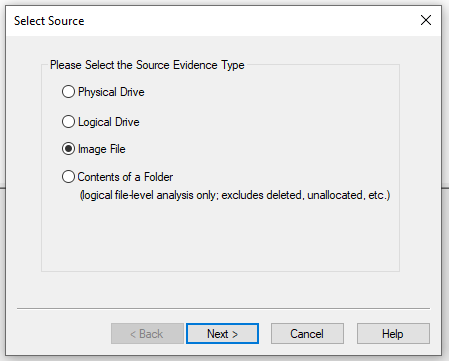 Select Source
Please Select the Source Evidence Type
Physical Drive
Logical Drive
Image File
Contents of a Folder
(logical file-level analysis only; excludes deleted, unallocated, etc.)
< Back Next > Cancel Help